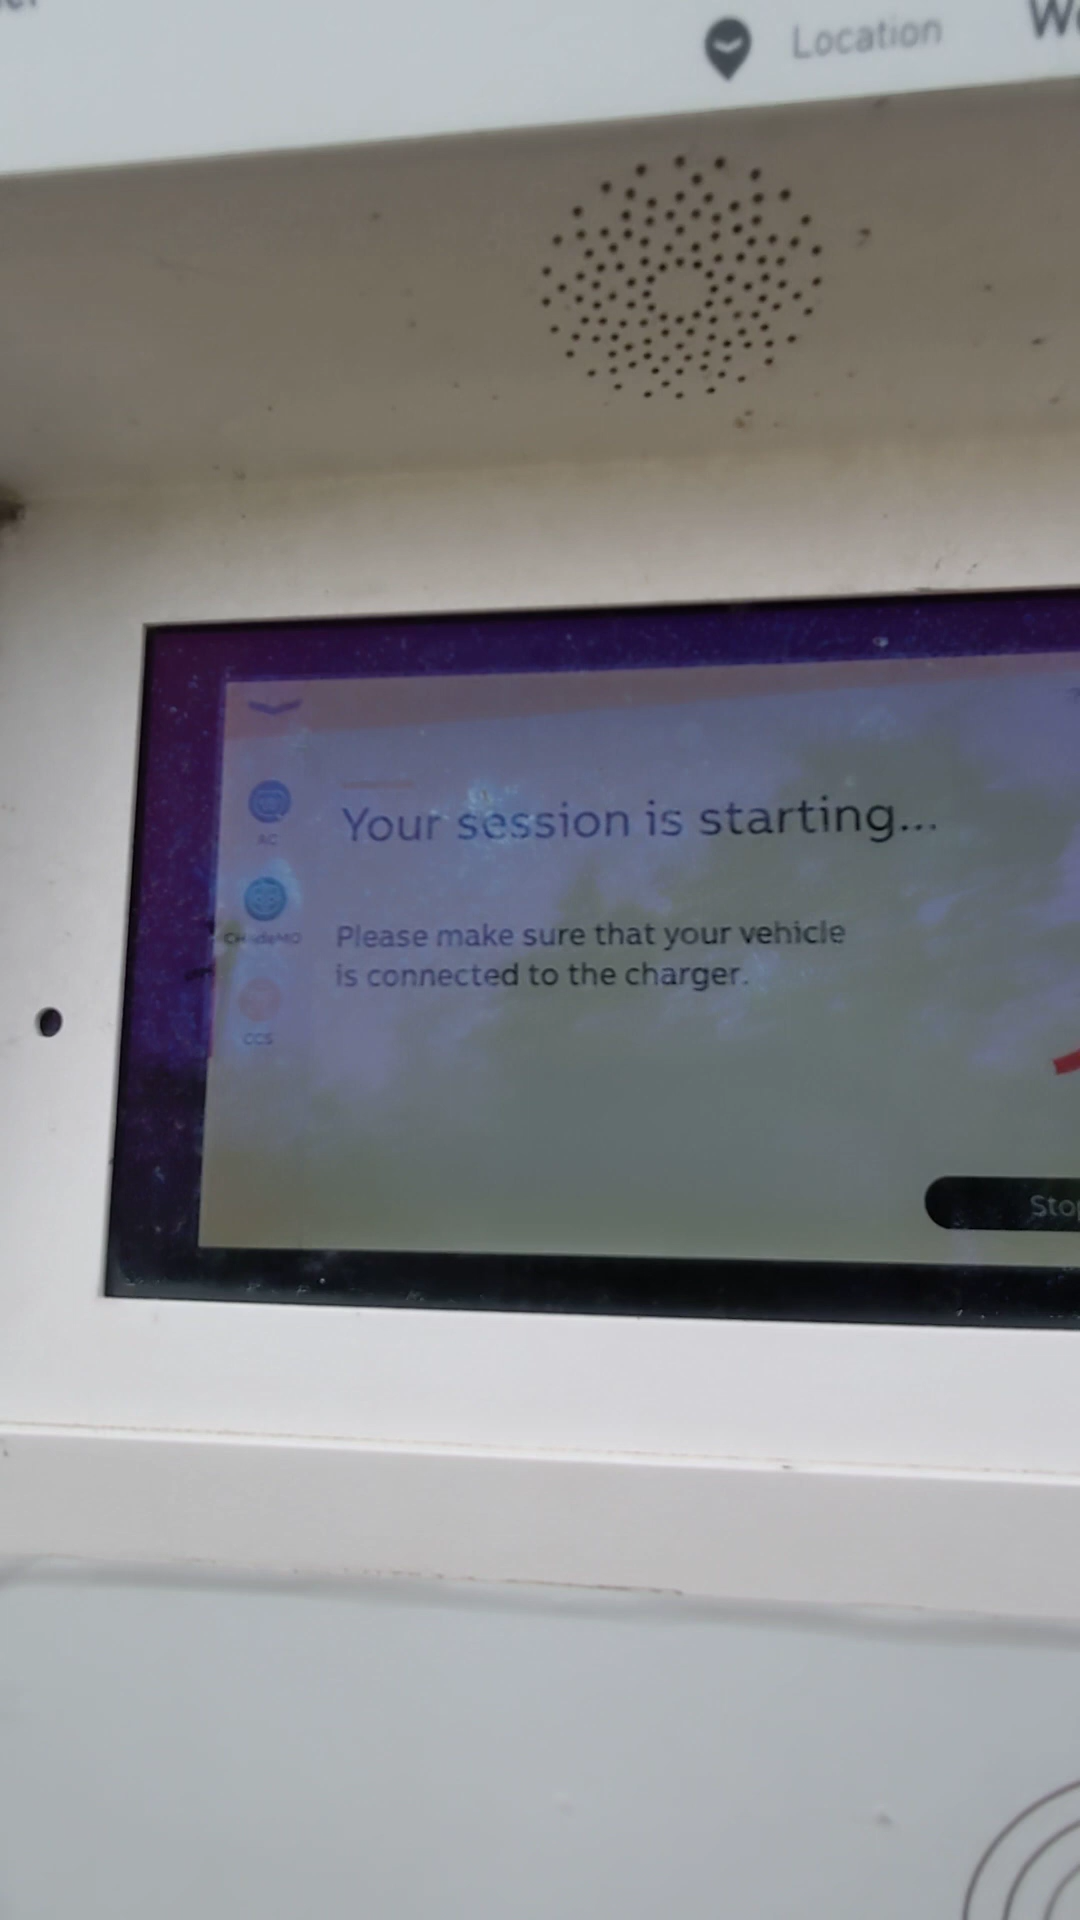 Location
Your session is starting...
AC
CHAdeMO
Please make sure that your vehicle
is connected to the charger.
CCS